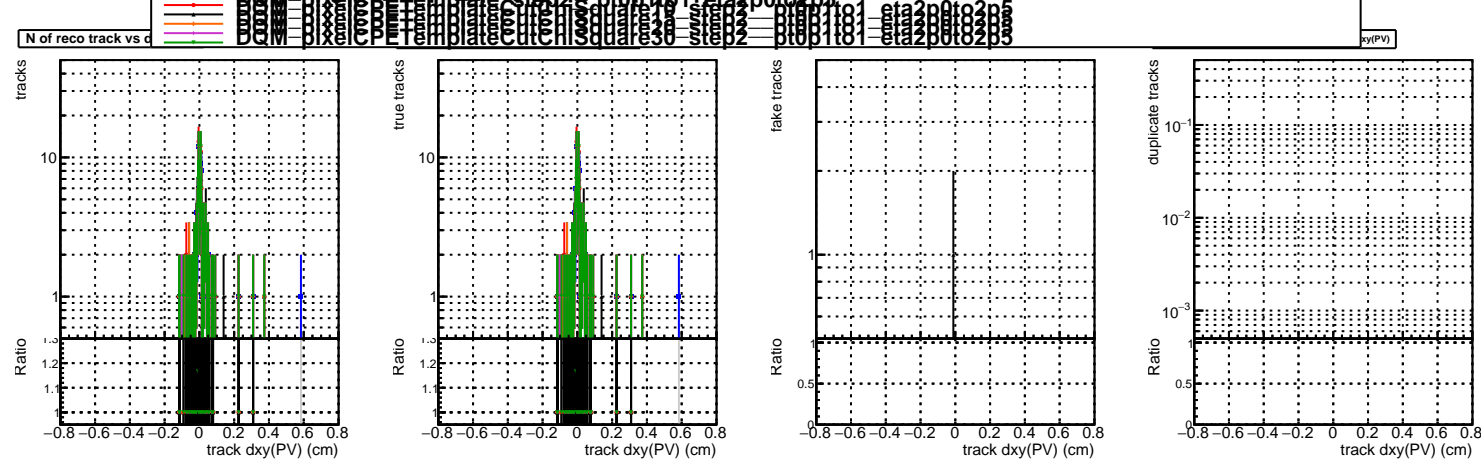 DQM_pixelCPETemplateCutChiSquare30_step2__pt0p1to1_eta2p0to2p5
N of reco track vs d
xy(PV)
tracks
10
1
Ratio
1.3
1.2
1.1
1
−0.8 −0.6 −0.4 −0.2 0 0.2 0.4 0.6 0.8
track dxy(PV) (cm)
true tracks
10
1
Ratio
1.3
1.2
1.1
1
−0.8 −0.6 −0.4 −0.2 0 0.2 0.4 0.6 0.8
track dxy(PV) (cm)
fake tracks
1
Ratio
1
0.5
0
−0.8 −0.6 −0.4 −0.2 0 0.2 0.4 0.6 0.8
track dxy(PV) (cm)
duplicate tracks
10⁻¹
10⁻²
10⁻³
Ratio
1
0.5
0
−0.8 −0.6 −0.4 −0.2 0 0.2 0.4 0.6 0.8
track dxy(PV) (cm)